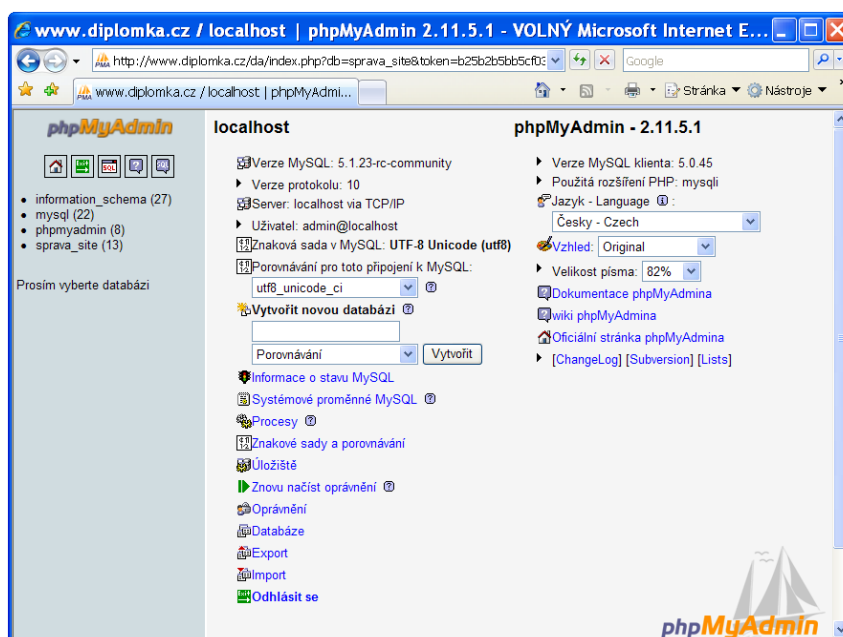 www.diplomka.cz / localhost | phpMyAdmin 2.11.5.1 - VOLNÝ Microsoft Internet E...
http://www.diplomka.cz/da/index.php?db=sprava_site&token=b25b2b5bb5cf03
Google
www.diplomka.cz / localhost | phpMyAdmi...
Stránka
Nástroje
phpMyAdmin
SQL
information_schema (27)
mysql (22)
phpmyadmin (8)
sprava_site (13)
Prosím vyberte databázi
localhost
Verze MySQL: 5.1.23-rc-community
Verze protokolu: 10
Server: localhost via TCP/IP
Uživatel: admin@localhost
Znaková sada v MySQL: UTF-8 Unicode (utf8)
Porovnávání pro toto připojení k MySQL:
utf8_unicode_ci
Vytvořit novou databázi
Porovnávání
Vytvořit
Informace o stavu MySQL
Systémové proměnné MySQL
Procesy
Znakové sady a porovnávání
Úložiště
Znovu načíst oprávnění
Oprávnění
Databáze
Export
Import
Odhlásit se
phpMyAdmin - 2.11.5.1
Verze MySQL klienta: 5.0.45
Použitá rozšíření PHP: mysqli
Jazyk - Language :
Česky - Czech
Vzhled: Original
Velikost písma: 82%
Dokumentace phpMyAdmina
wiki phpMyAdmina
Oficiální stránka phpMyAdmina
[ChangeLog] [Subversion] [Lists]
phpMyAdmin